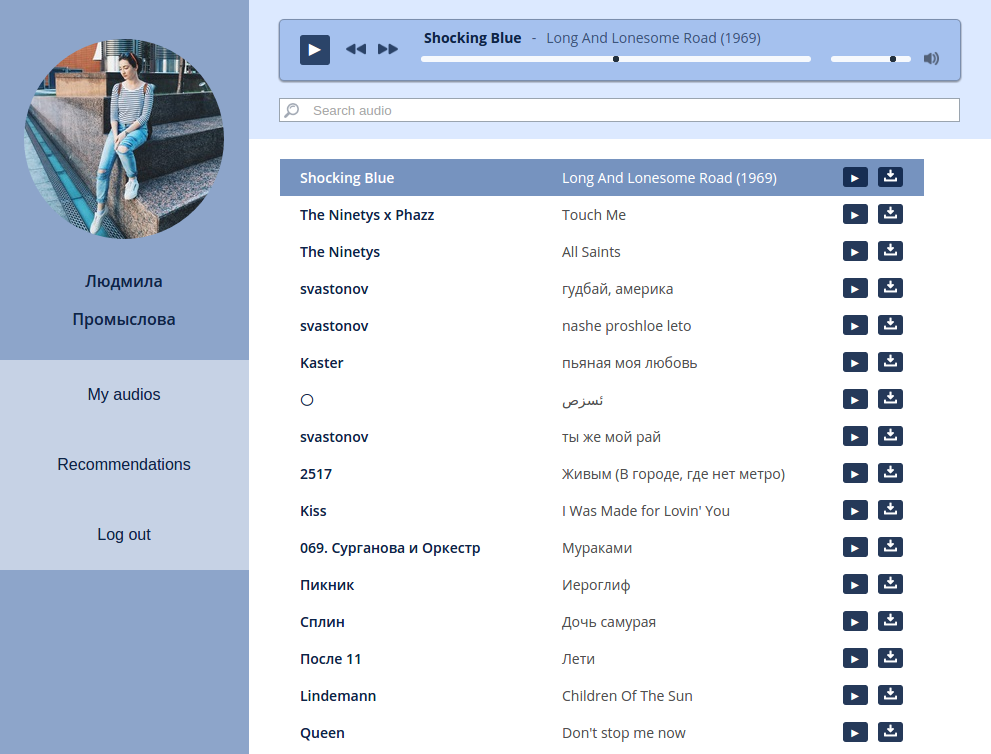 Shocking Blue - Long And Lonesome Road (1969)
Search audio
Людмила
Промыслова
My audios
Recommendations
Log out
Shocking Blue Long And Lonesome Road (1969)
The Ninetys x Phazz Touch Me
The Ninetys All Saints
svastonov гудбай, америка
svastonov nashe proshloe leto
Kaster пьяная моя любовь
〇 ئسزص
svastonov ты же мой рай
2517 Живым (В городе, где нет метро)
Kiss I Was Made for Lovin' You
069. Сурганова и Оркестр Мураками
Пикник Иероглиф
Сплин Дочь самурая
После 11 Лети
Lindemann Children Of The Sun
Queen Don't stop me now